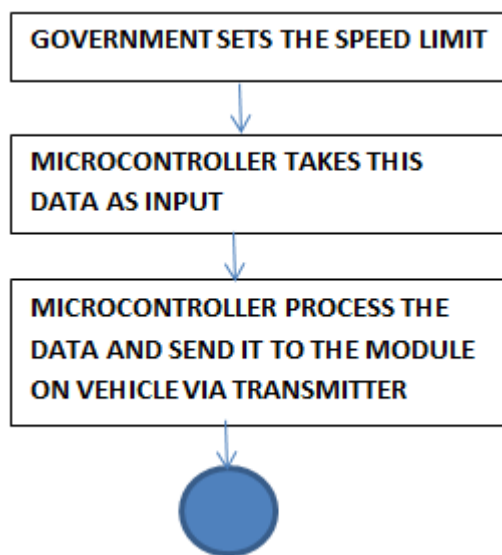 GOVERNMENT SETS THE SPEED LIMIT
MICROCONTROLLER TAKES THIS
DATA AS INPUT
MICROCONTROLLER PROCESS THE
DATA AND SEND IT TO THE MODULE
ON VEHICLE VIA TRANSMITTER